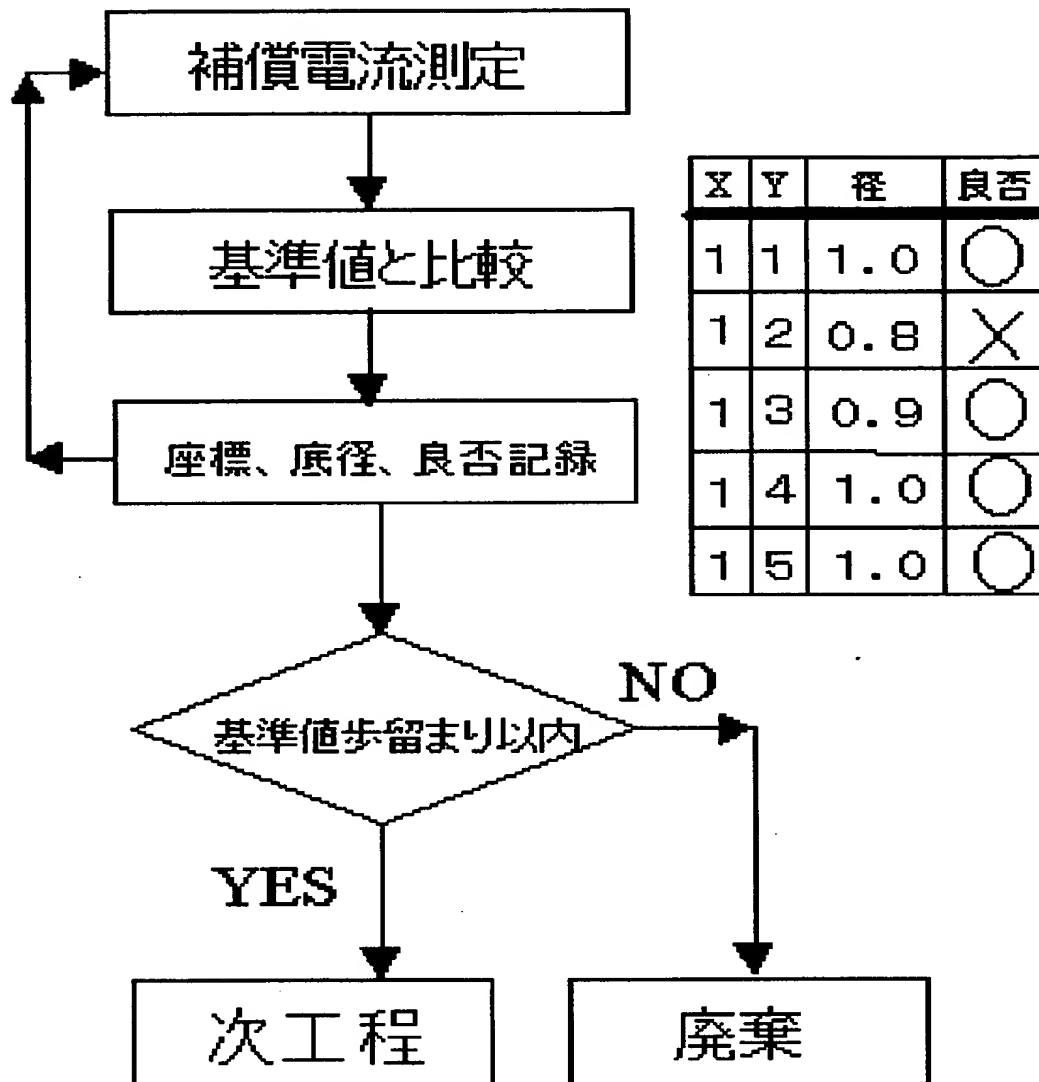 補償電流測定
基準値と比較
座標、底径、良否記録
基準値歩留まり以内
NO
YES
次工程
廃棄
X Y 径 良否
1 1 1.0 ○
1 2 0.8 ×
1 3 0.9 ○
1 4 1.0 ○
1 5 1.0 ○